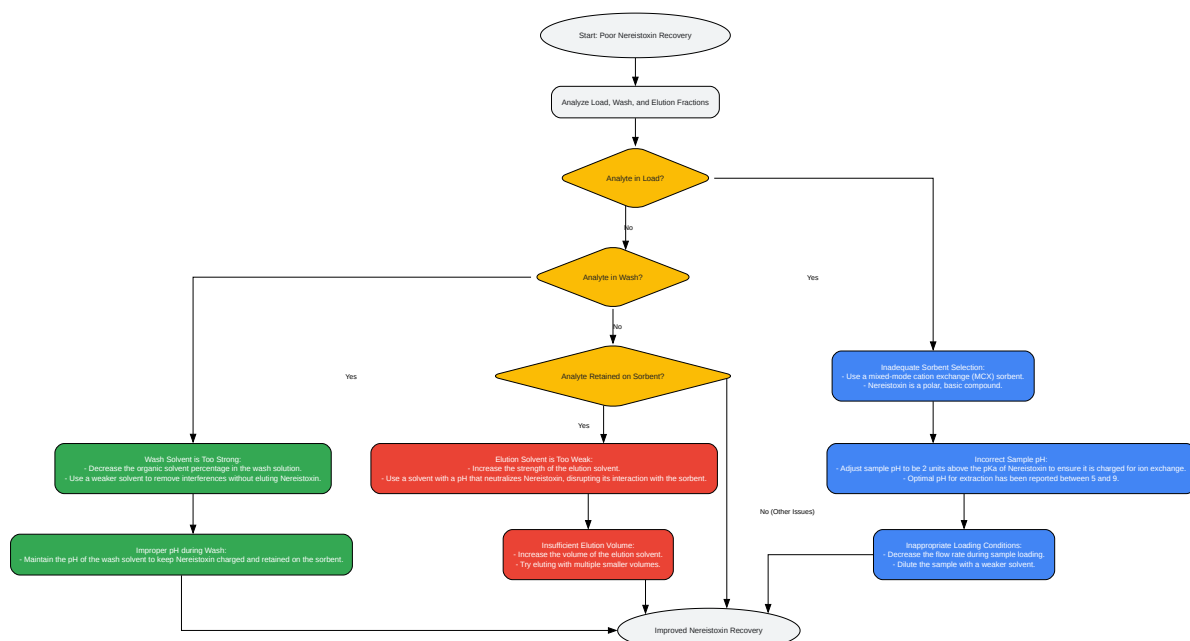 Start: Poor Nereistoxin Recovery
Analyze Load, Wash, and Elution Fractions
Analyte in Load?
No
Analyte in Wash?
Yes
No
Analyte Retained on Sorbent?
Yes
Yes
Inadequate Sorbent Selection:
- Use a mixed-mode cation exchange (MCX) sorbent.
- Nereistoxin is a polar, basic compound.
Wash Solvent is Too Strong:
- Decrease the organic solvent percentage in the wash solution.
- Use a weaker solvent to remove interferences without eluting Nereistoxin.
Elution Solvent is Too Weak:
- Increase the strength of the elution solvent.
- Use a solvent with a pH that neutralizes Nereistoxin, disrupting its interaction with the sorbent.
Incorrect Sample pH:
- Adjust sample pH to be 2 units above the pKa of Nereistoxin to ensure it is charged for ion exchange.
- Optimal pH for extraction has been reported between 5 and 9.
No (Other Issues)
Improper pH during Wash:
- Maintain the pH of the wash solvent to keep Nereistoxin charged and retained on the sorbent.
Insufficient Elution Volume:
- Increase the volume of the elution solvent.
- Try eluting with multiple smaller volumes.
Inappropriate Loading Conditions:
- Decrease the flow rate during sample loading.
- Dilute the sample with a weaker solvent.
Improved Nereistoxin Recovery